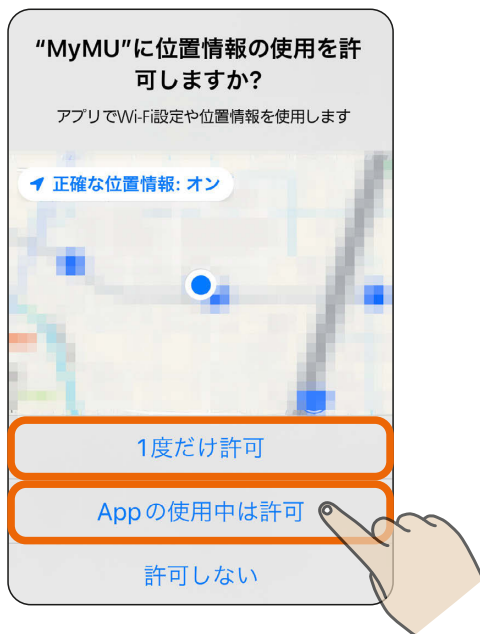 “MyMU”に位置情報の使用を許
可しますか?
アプリでWi-Fi設定や位置情報を使用します
正確な位置情報: オン
1度だけ許可
Appの使用中は許可
許可しない